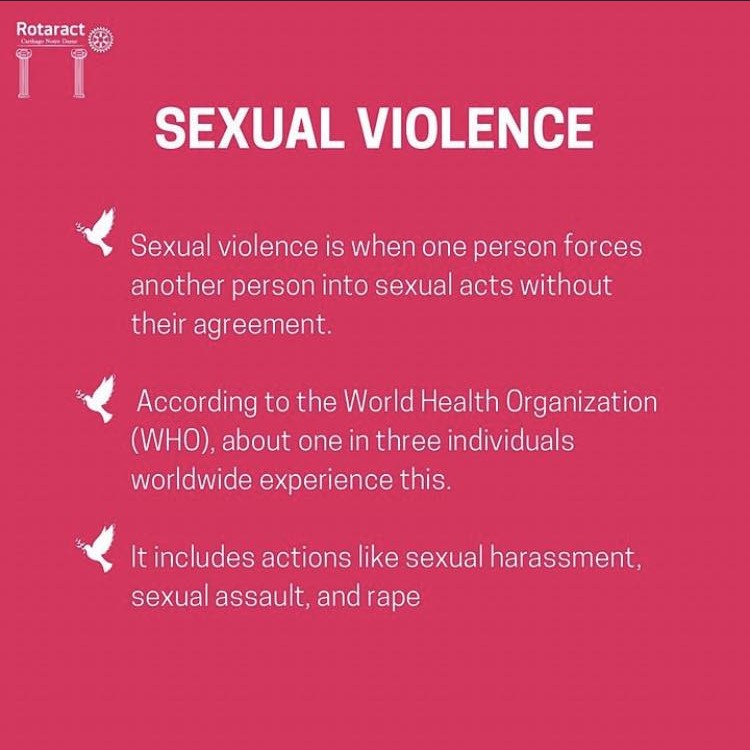 Rotaract
Carthage Notre Dame
SEXUAL VIOLENCE
Sexual violence is when one person forces
another person into sexual acts without
their agreement.
According to the World Health Organization
(WHO), about one in three individuals
worldwide experience this.
It includes actions like sexual harassment,
sexual assault, and rape